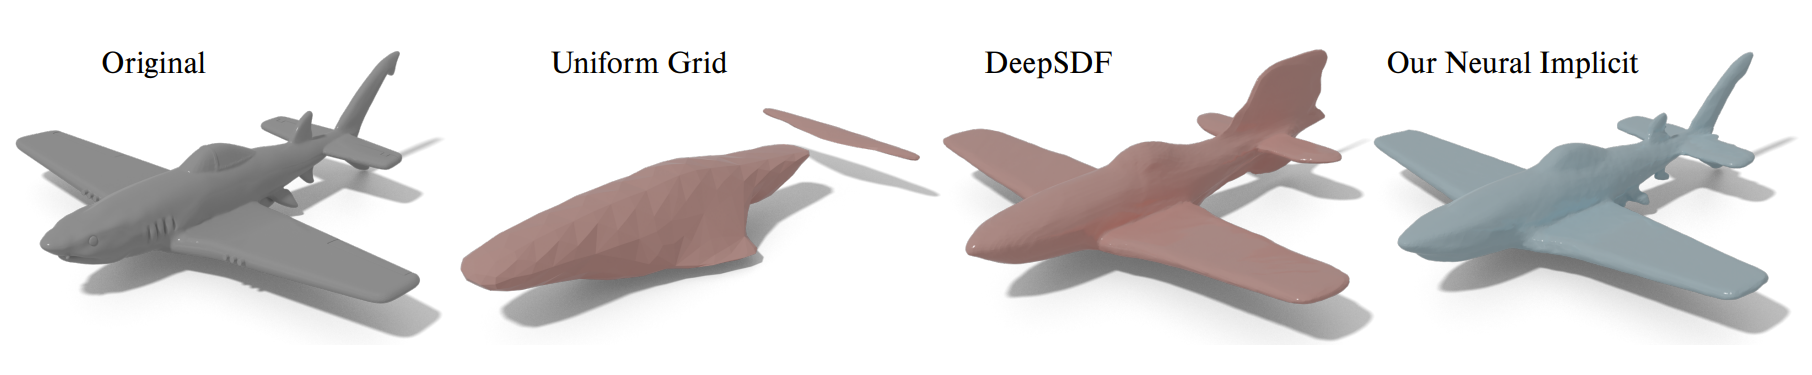 Original
Uniform Grid
DeepSDF
Our Neural Implicit